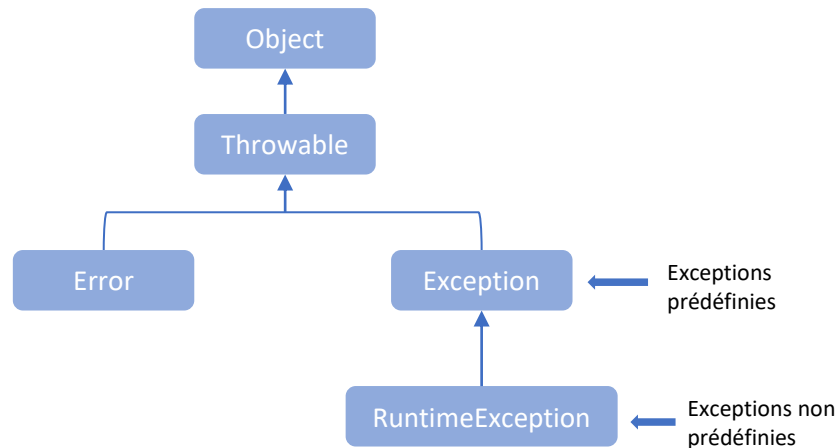 Object
Throwable
Error
Exception
Exceptions
prédéfinies
RuntimeException
Exceptions non
prédéfinies